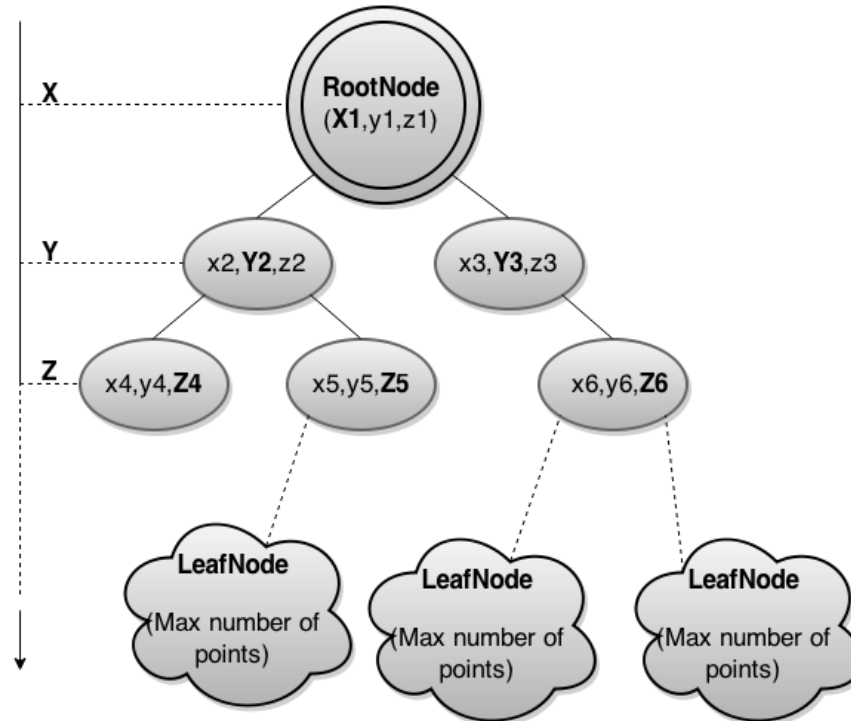 X
RootNode
(X1,y1,z1)
Y
x2,Y2,z2
x3,Y3,z3
Z
x4,y4,Z4
x5,y5,Z5
x6,y6,Z6
LeafNode
(Max number of
points)
LeafNode
(Max number of
points)
LeafNode
(Max number of
points)